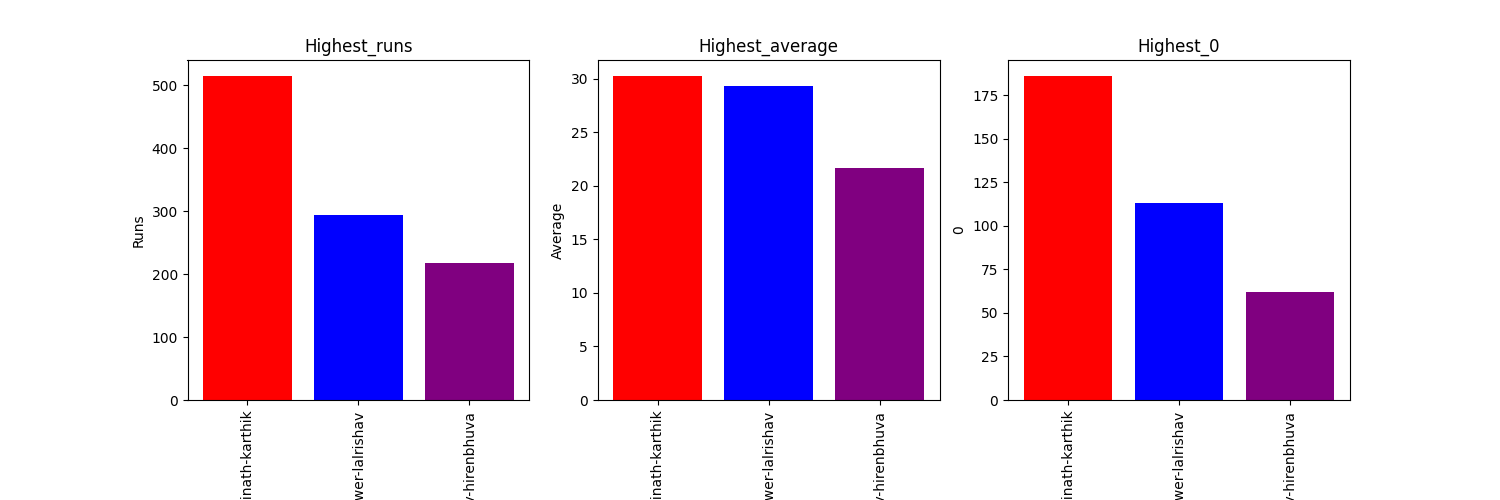 Highest_runs
Runs
500
400
300
200
100
0
inath-karthik
wer-lalrishav
y-hirenbhuva
Highest_average
Average
30
25
20
15
10
5
0
inath-karthik
wer-lalrishav
y-hirenbhuva
Highest_0
0
175
150
125
100
75
50
25
0
inath-karthik
wer-lalrishav
y-hirenbhuva